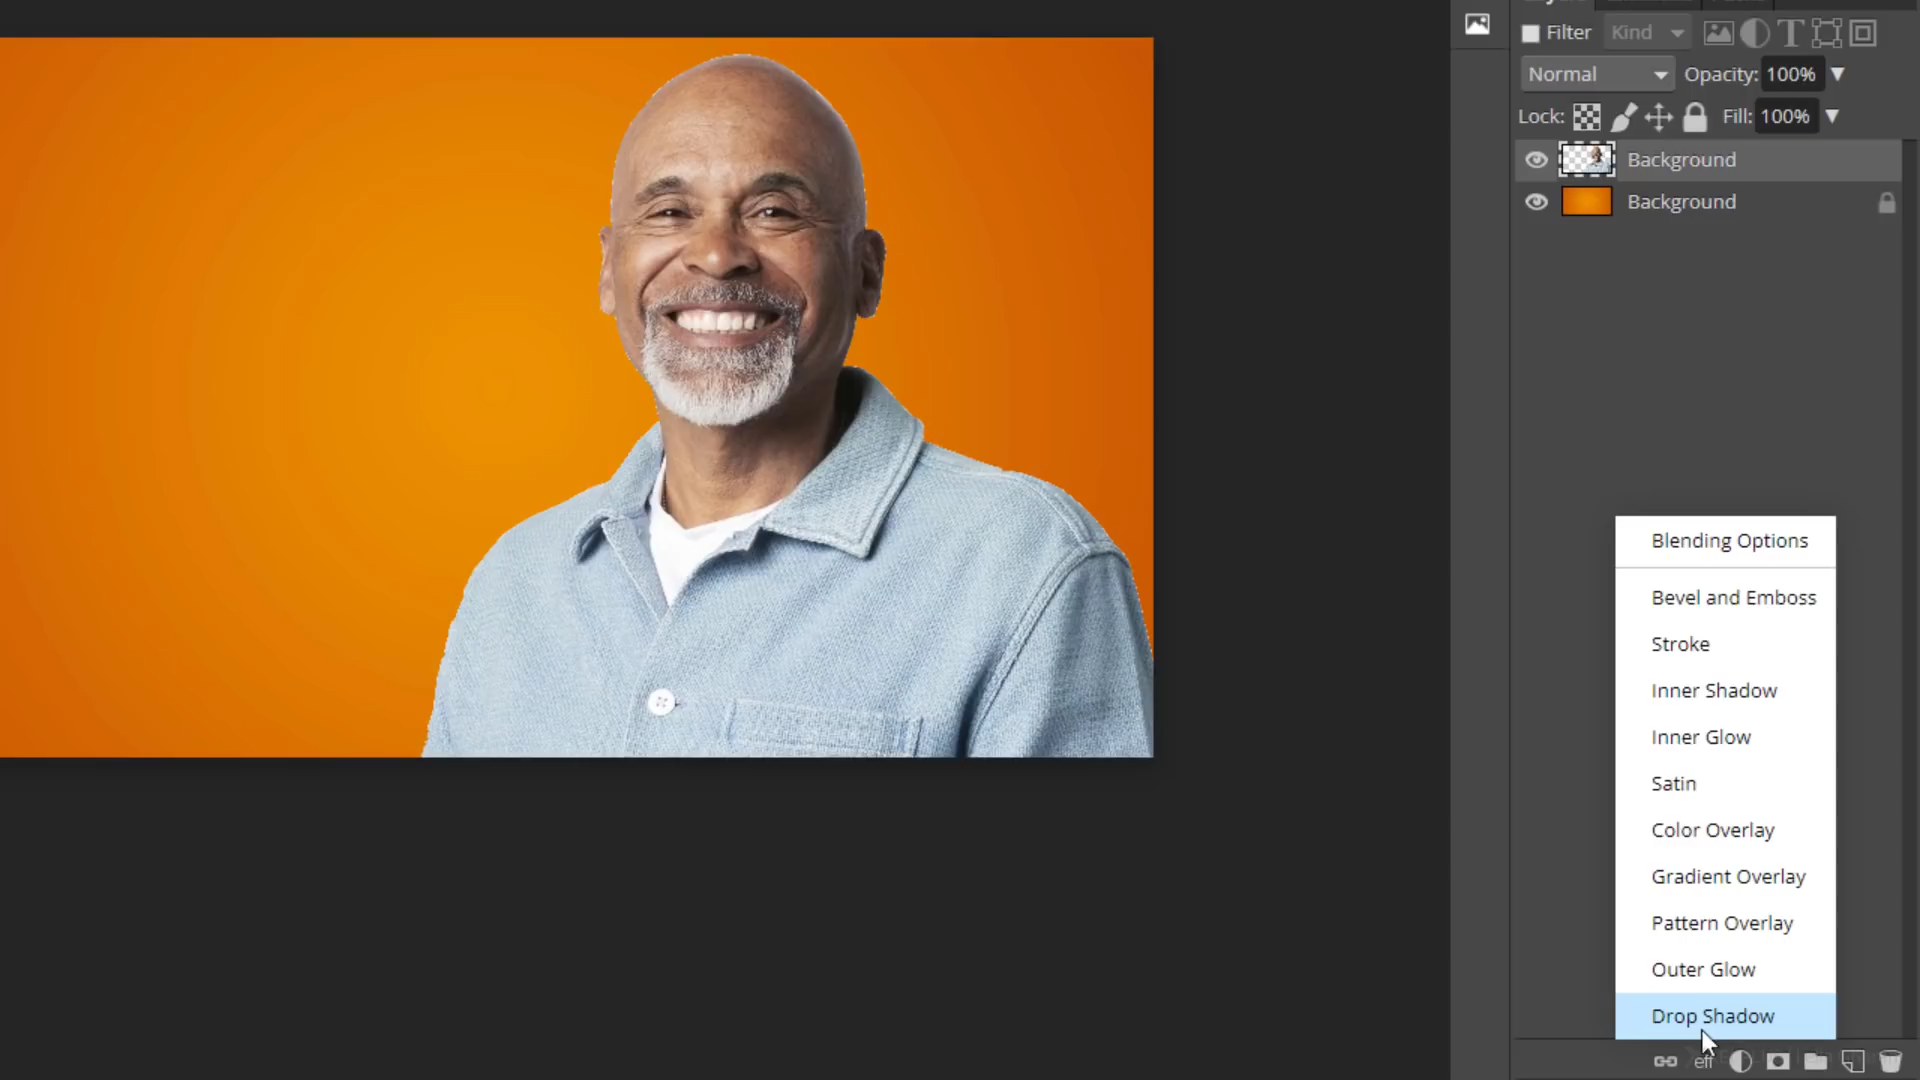 Filter Kind
Normal Opacity: 100%
Lock: Fill: 100%
Background
Background
Blending Options
Bevel and Emboss
Stroke
Inner Shadow
Inner Glow
Satin
Color Overlay
Gradient Overlay
Pattern Overlay
Outer Glow
Drop Shadow
eff